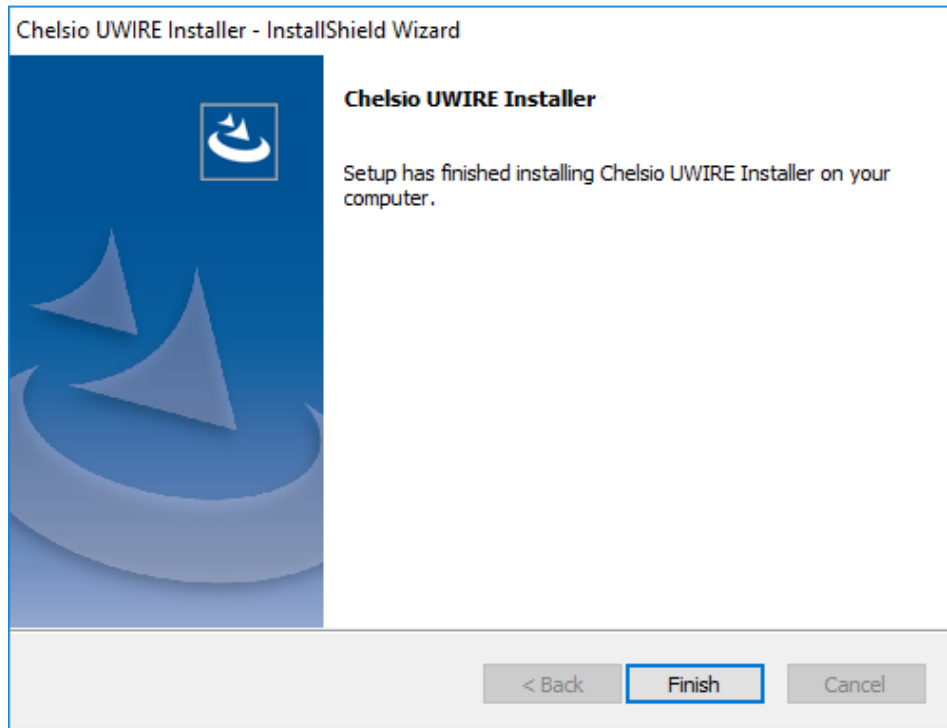 Chelsio UWIRE Installer - InstallShield Wizard
Chelsio UWIRE Installer
Setup has finished installing Chelsio UWIRE Installer on your
computer.
< Back Finish Cancel